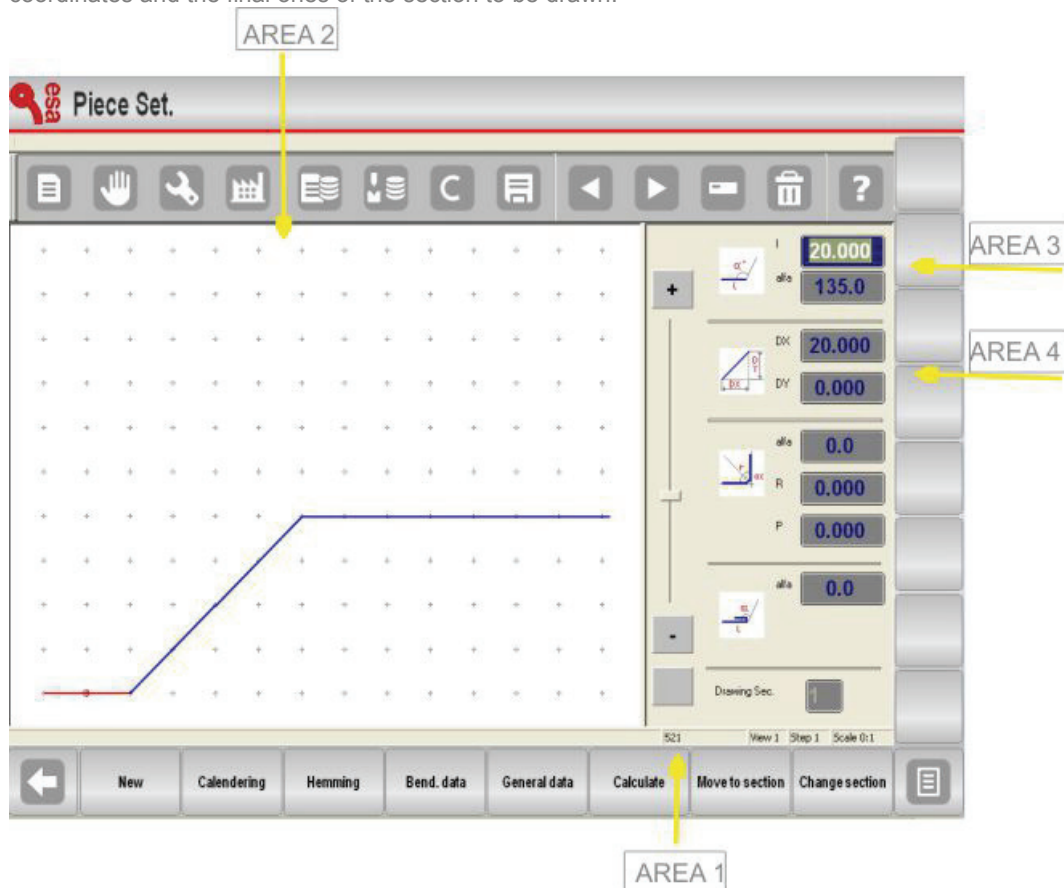 coordinates and the final ones of the section to be drawn.
AREA 2
esa
Piece Set.
C
?
AREA 3
AREA 4
AREA 1
+
-
l
20.000
α°
L
alfa
135.0
DX
20.000
DY
0.000
alfa
0.0
R
0.000
P
0.000
alfa
0.0
Drawing Sec.
1
521
View 1
Step 1
Scale 0:1
New
Calendering
Hemming
Bend. data
General data
Calculate
Move to section
Change section